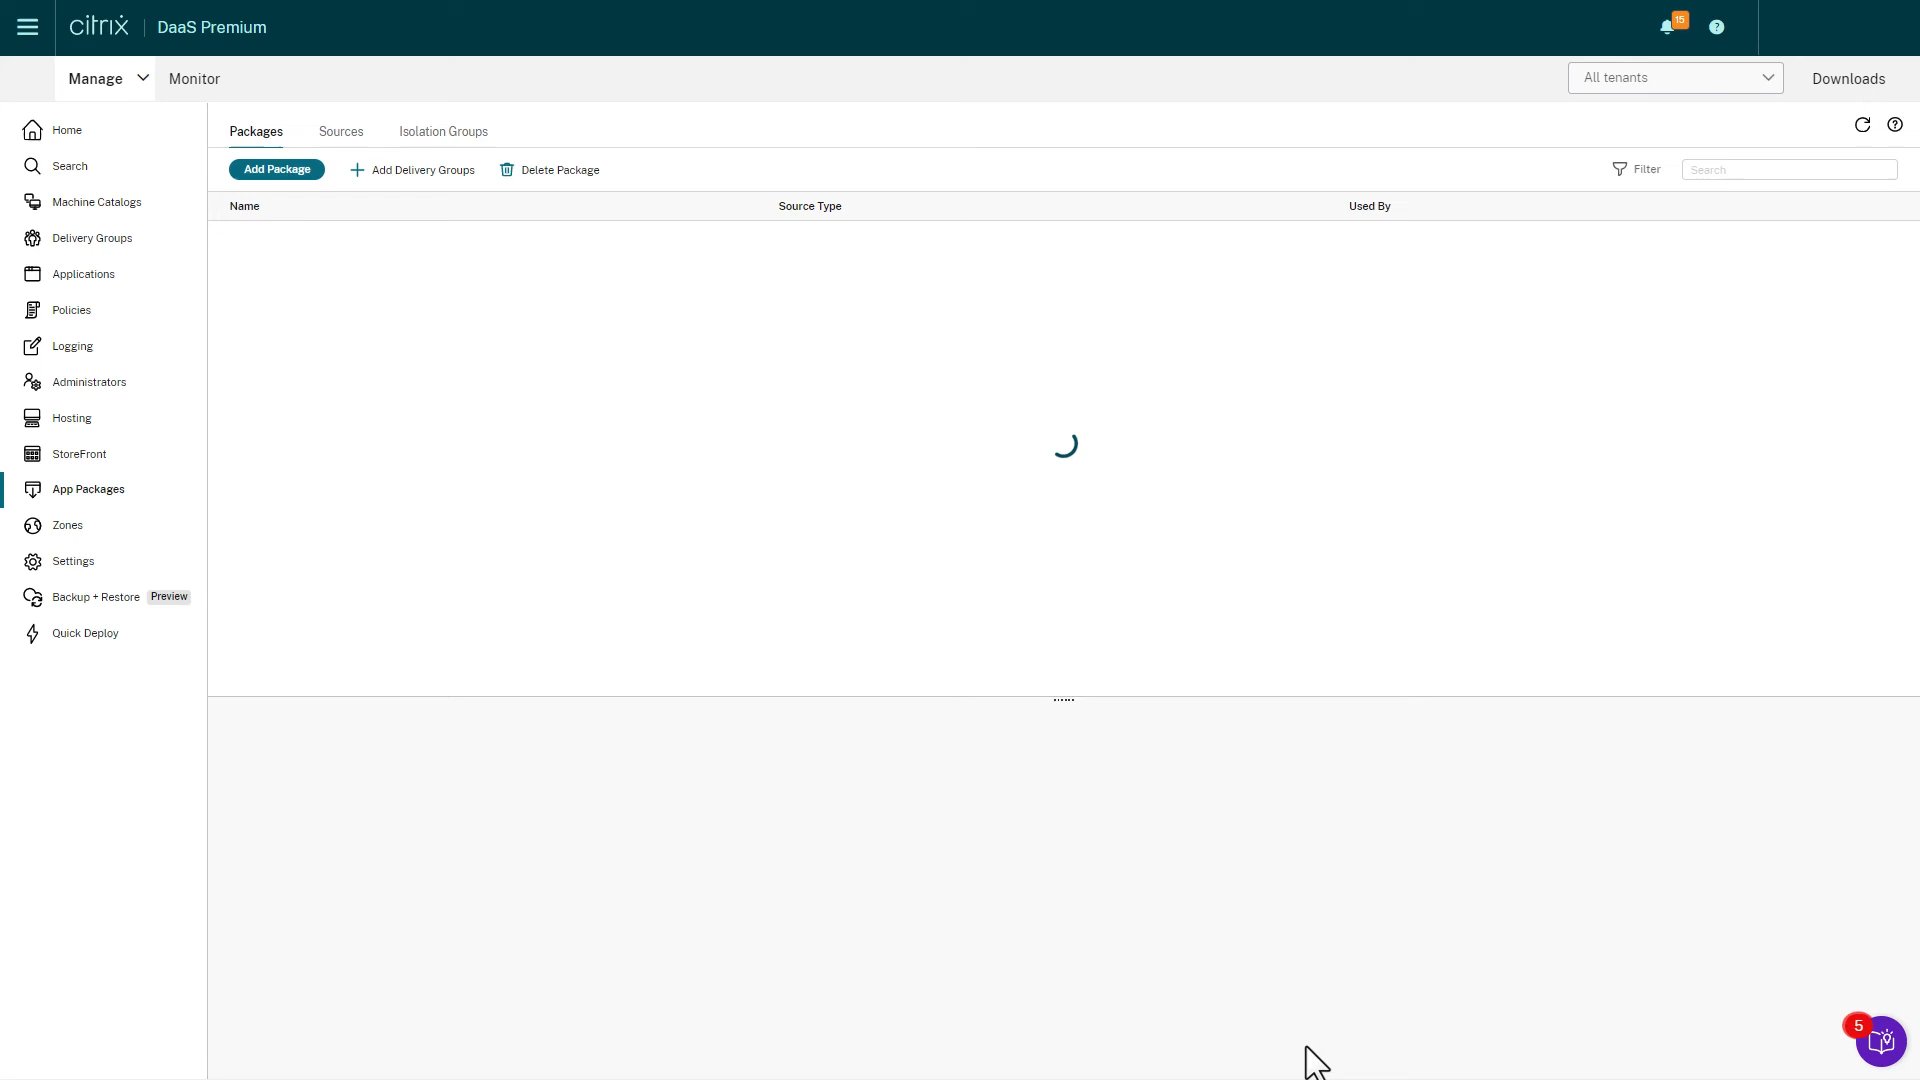 citrix DaaS Premium 15 ?
Manage Monitor All tenants Downloads
Home
Search
Machine Catalogs
Delivery Groups
Applications
Policies
Logging
Administrators
Hosting
StoreFront
App Packages
Zones
Settings
Backup + Restore Preview
Quick Deploy
Packages Sources Isolation Groups
Add Package Add Delivery Groups Delete Package Filter Search
Name Source Type Used By
5